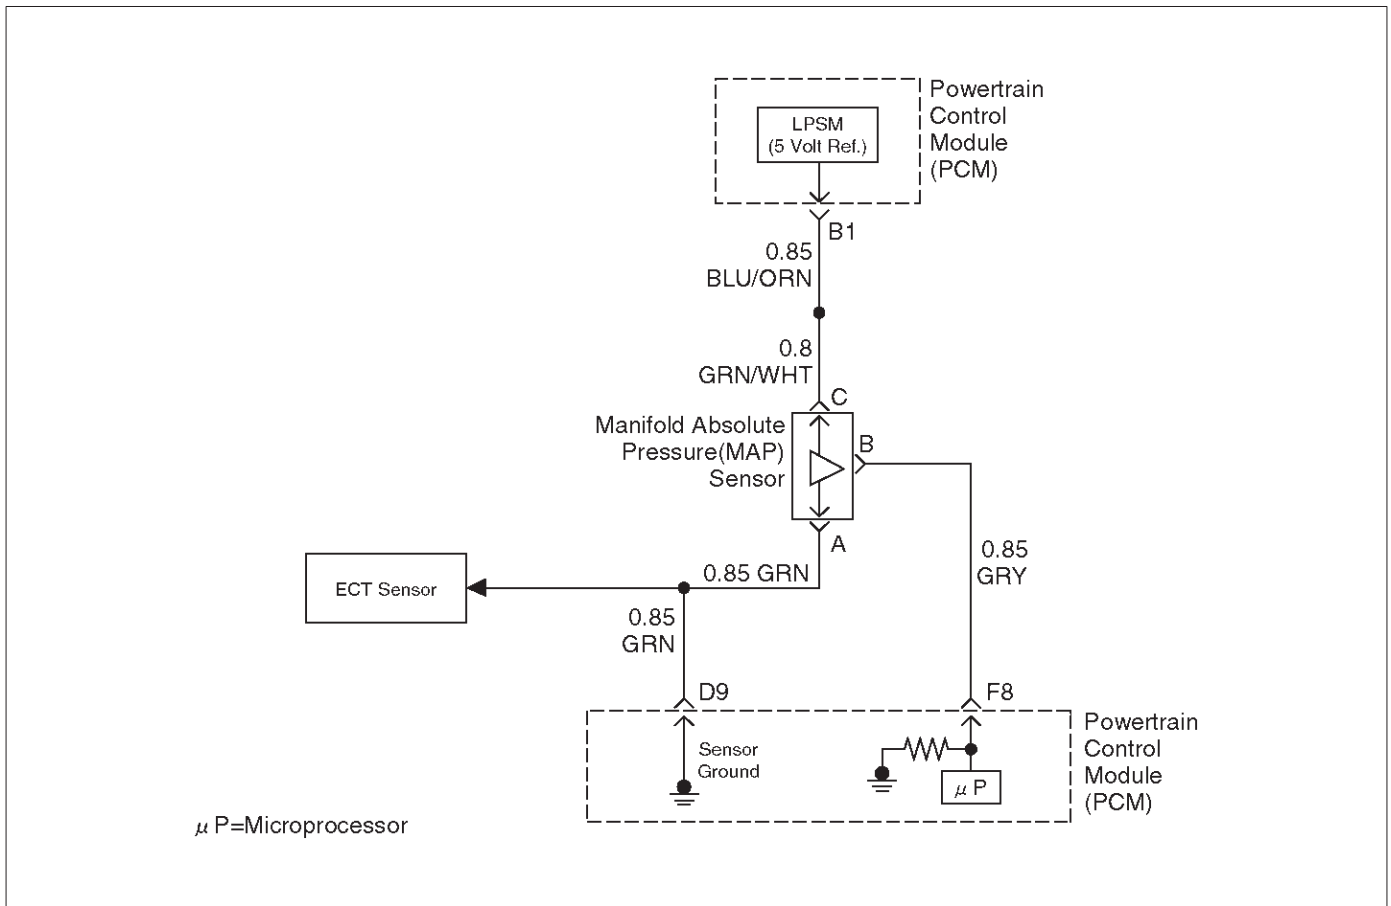 Powertrain
Control
Module
(PCM)
LPSM
(5 Volt Ref.)
B1
0.85
BLU/ORN
0.8
GRN/WHT
C
Manifold Absolute
Pressure(MAP)
Sensor
B
A
0.85 GRN
0.85
GRY
ECT Sensor
0.85
GRN
D9
F8
Sensor
Ground
μ P
Powertrain
Control
Module
(PCM)
μ P=Microprocessor